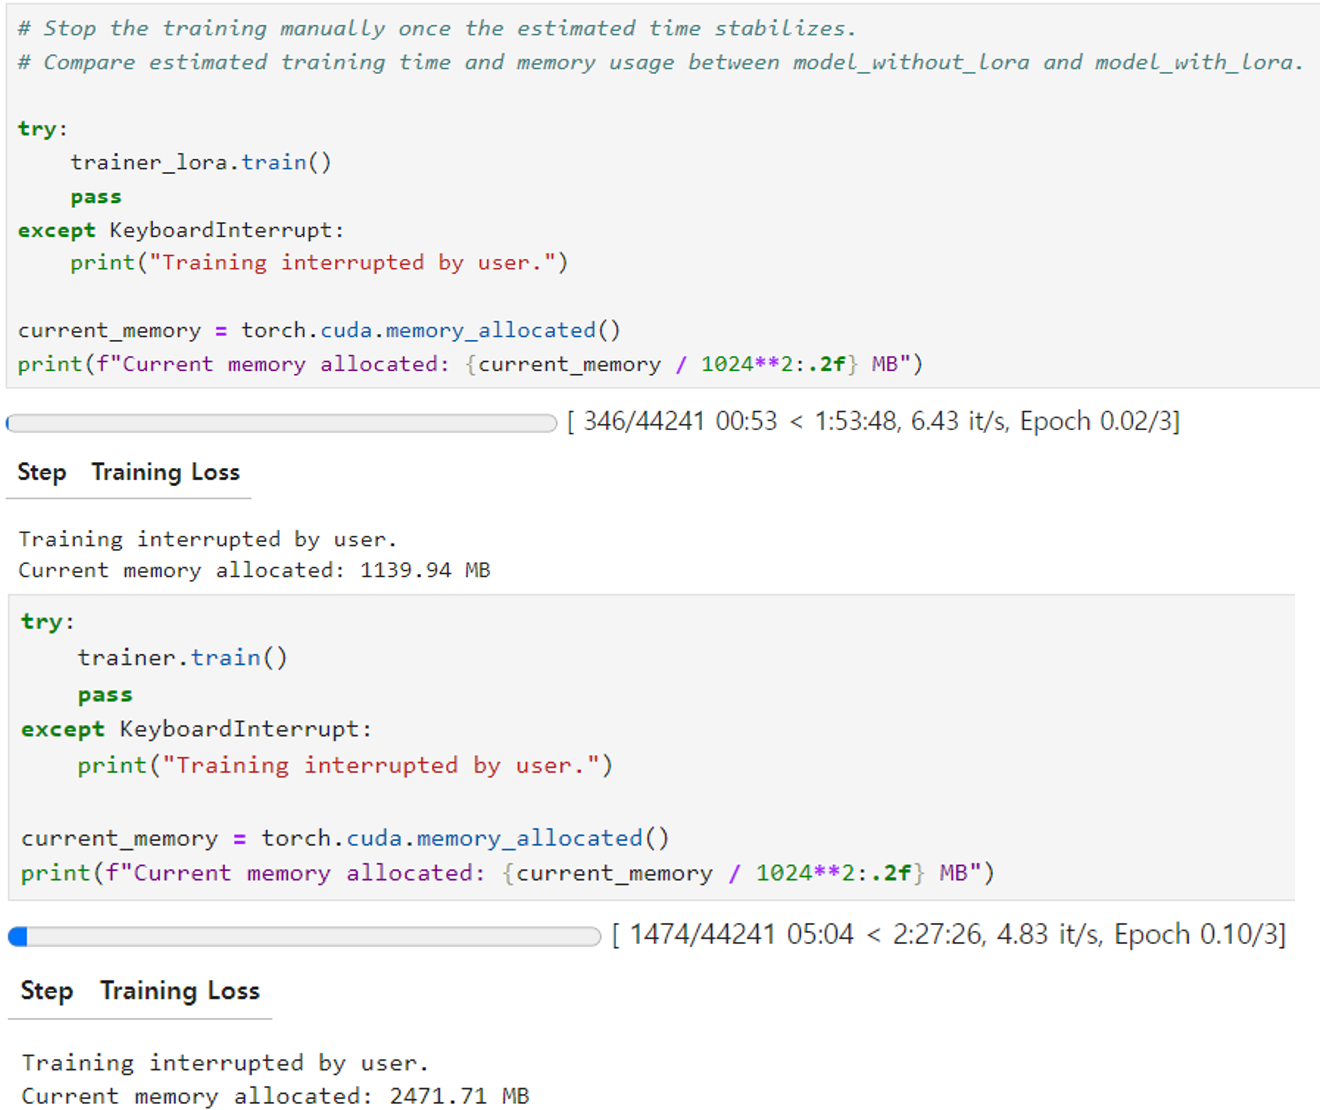 # Stop the training manually once the estimated time stabilizes.
# Compare estimated training time and memory usage between model_without_lora and model_with_lora.
try:
    trainer_lora.train()
    pass
except KeyboardInterrupt:
    print("Training interrupted by user.")
current_memory = torch.cuda.memory_allocated()
print(f"Current memory allocated: {current_memory / 1024**2:.2f} MB")
[ 346/44241 00:53 < 1:53:48, 6.43 it/s, Epoch 0.02/3]
Step Training Loss
Training interrupted by user.
Current memory allocated: 1139.94 MB
try:
    trainer.train()
    pass
except KeyboardInterrupt:
    print("Training interrupted by user.")
current_memory = torch.cuda.memory_allocated()
print(f"Current memory allocated: {current_memory / 1024**2:.2f} MB")
[ 1474/44241 05:04 < 2:27:26, 4.83 it/s, Epoch 0.10/3]
Step Training Loss
Training interrupted by user.
Current memory allocated: 2471.71 MB